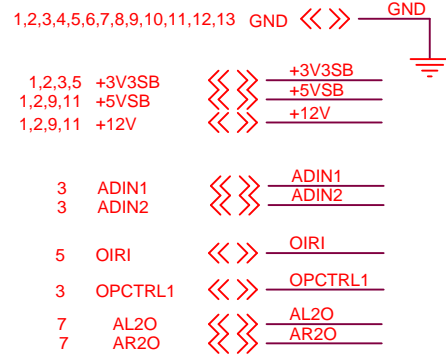 1,2,3,4,5,6,7,8,9,10,11,12,13 GND GND
1,2,3,5 +3V3SB +3V3SB
1,2,9,11 +5VSB +5VSB
1,2,9,11 +12V +12V
3 ADIN1 ADIN1
3 ADIN2 ADIN2
5 OIRI OIRI
3 OPCTRL1 OPCTRL1
7 AL2O AL2O
7 AR2O AR2O